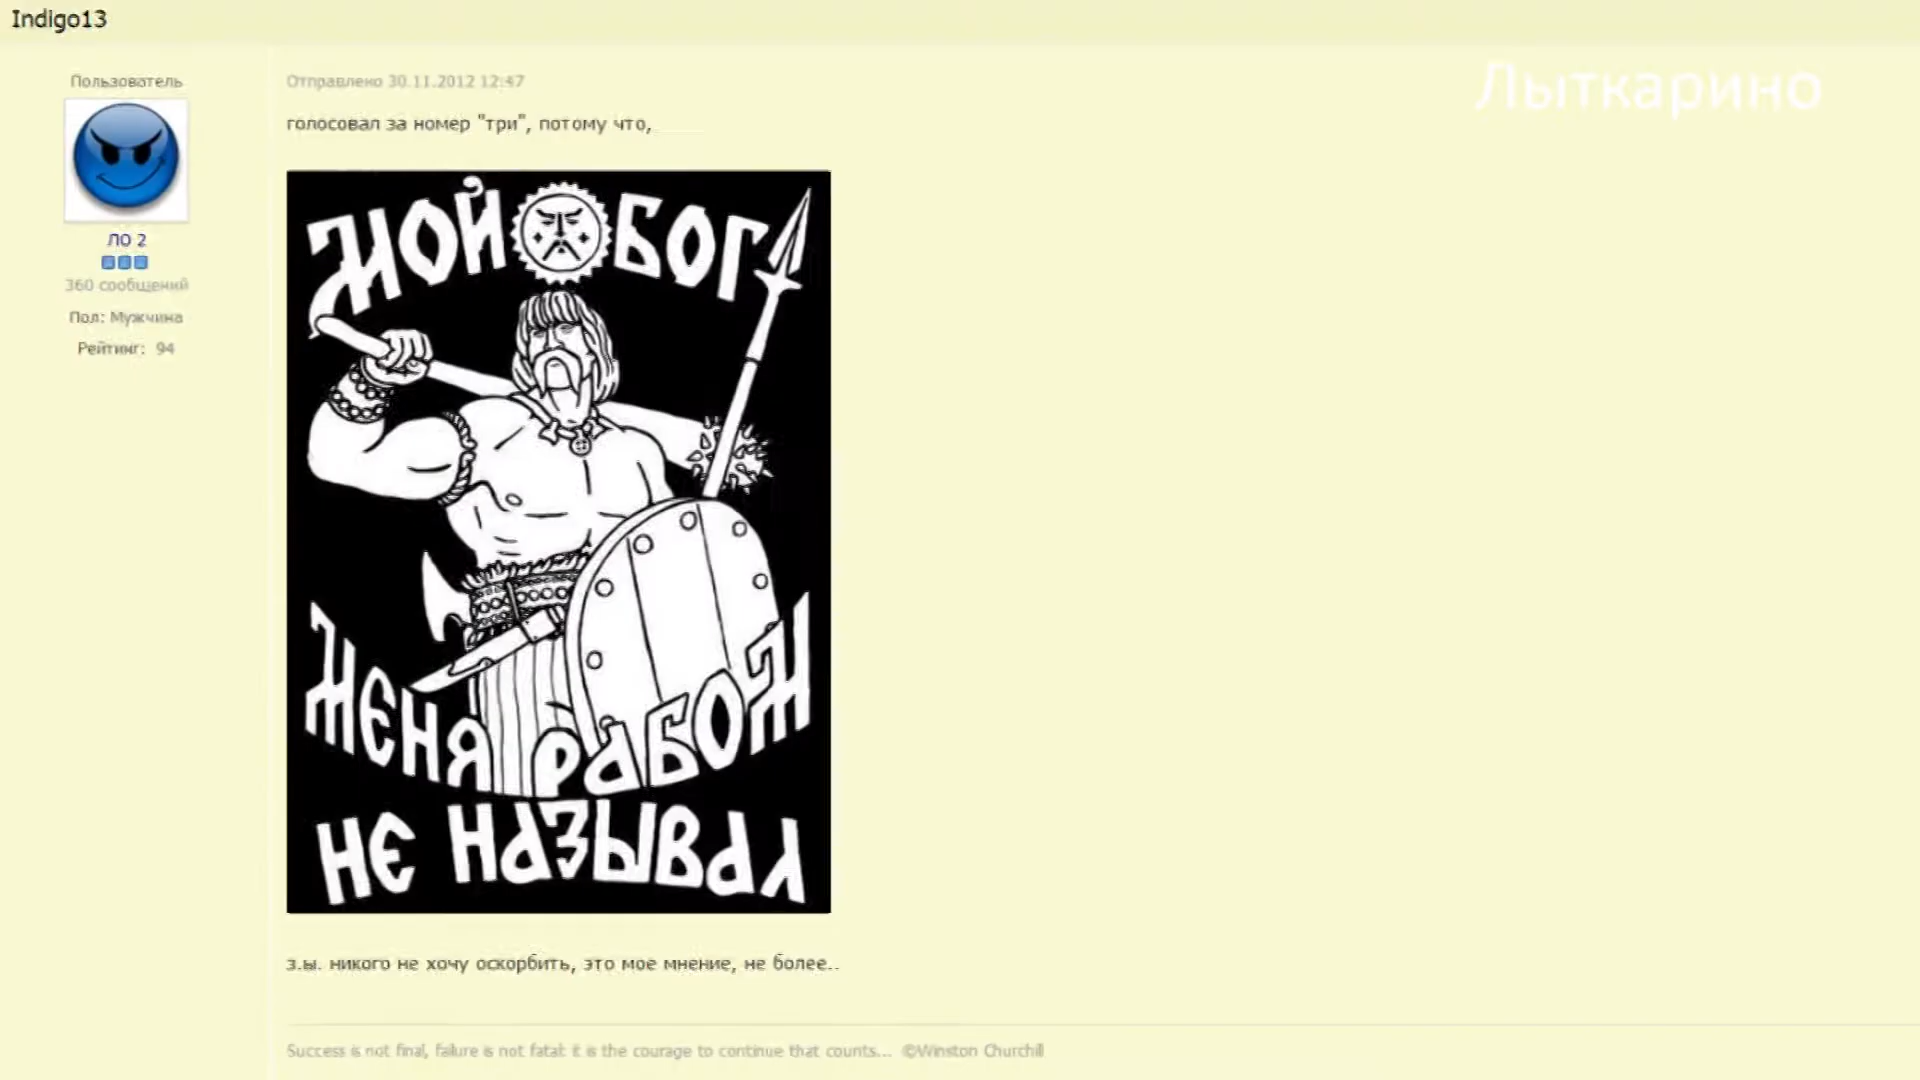 Indigo13
Лыткарино
Пользователь
ЛО 2
360 сообщений
Пол: Мужчина
Рейтинг: 94
Отправлено 30.11.2012 12:47
голосовал за номер "три", потому что,
МОЙ БОГ
МЕНЯ РАБОМ
НЕ НАЗЫВАЛ
з.ы. никого не хочу оскорбить, это мое мнение, не более..
Success is not final, failure is not fatal: it is the courage to continue that counts... ©Winston Churchill